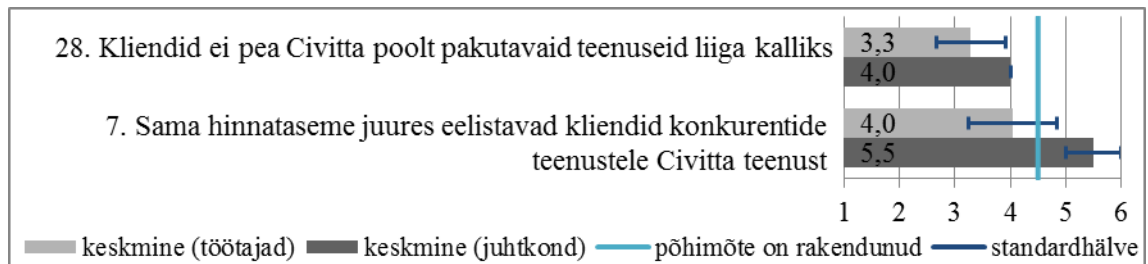 28. Kliendid ei pea Civitta poolt pakutavaid teenuseid liiga kalliks
3,3
4,0
7. Sama hinnataseme juures eelistavad kliendid konkurentide
teenustele Civitta teenust
4,0
5,5
1 2 3 4 5 6
keskmine (töötajad) keskmine (juhtkond) põhimõte on rakendunud standardhälve